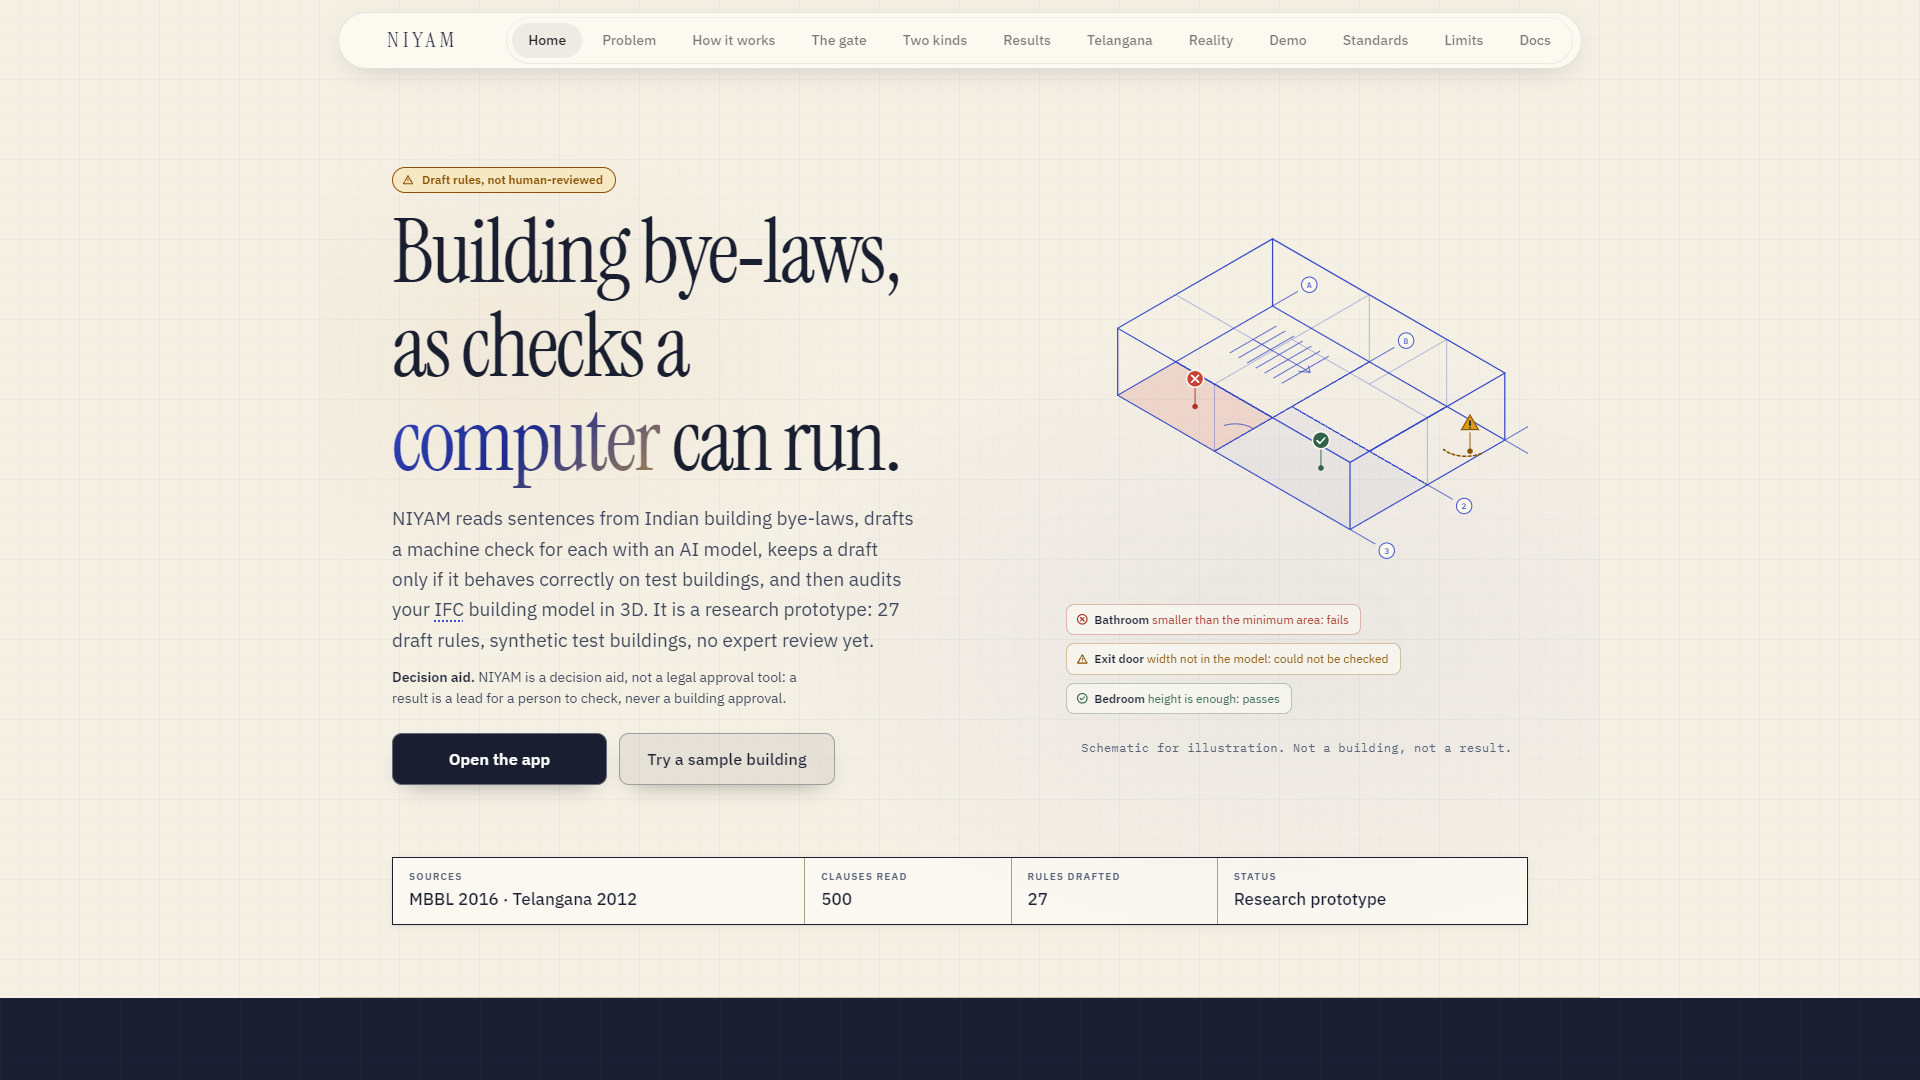 NIYAM
Home Problem How it works The gate Two kinds Results Telangana Reality Demo Standards Limits Docs
Draft rules, not human-reviewed
Building bye-laws,
as checks a
computer can run.
NIYAM reads sentences from Indian building bye-laws, drafts
a machine check for each with an AI model, keeps a draft
only if it behaves correctly on test buildings, and then audits
your IFC building model in 3D. It is a research prototype: 27
draft rules, synthetic test buildings, no expert review yet.
Decision aid. NIYAM is a decision aid, not a legal approval tool: a
result is a lead for a person to check, never a building approval.
Open the app
Try a sample building
A
B
2
3
Bathroom smaller than the minimum area: fails
Exit door width not in the model: could not be checked
Bedroom height is enough: passes
Schematic for illustration. Not a building, not a result.
SOURCES
MBBL 2016 · Telangana 2012
CLAUSES READ
500
RULES DRAFTED
27
STATUS
Research prototype